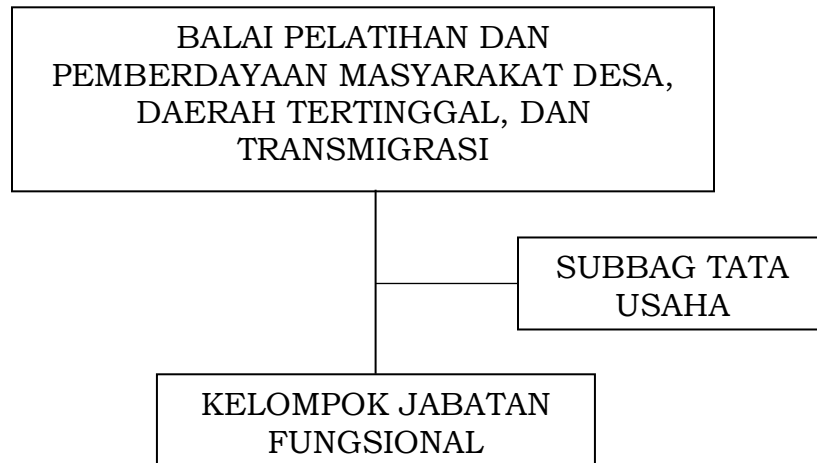 BALAI PELATIHAN DAN
PEMBERDAYAAN MASYARAKAT DESA,
DAERAH TERTINGGAL, DAN
TRANSMIGRASI
SUBBAG TATA
USAHA
KELOMPOK JABATAN
FUNGSIONAL